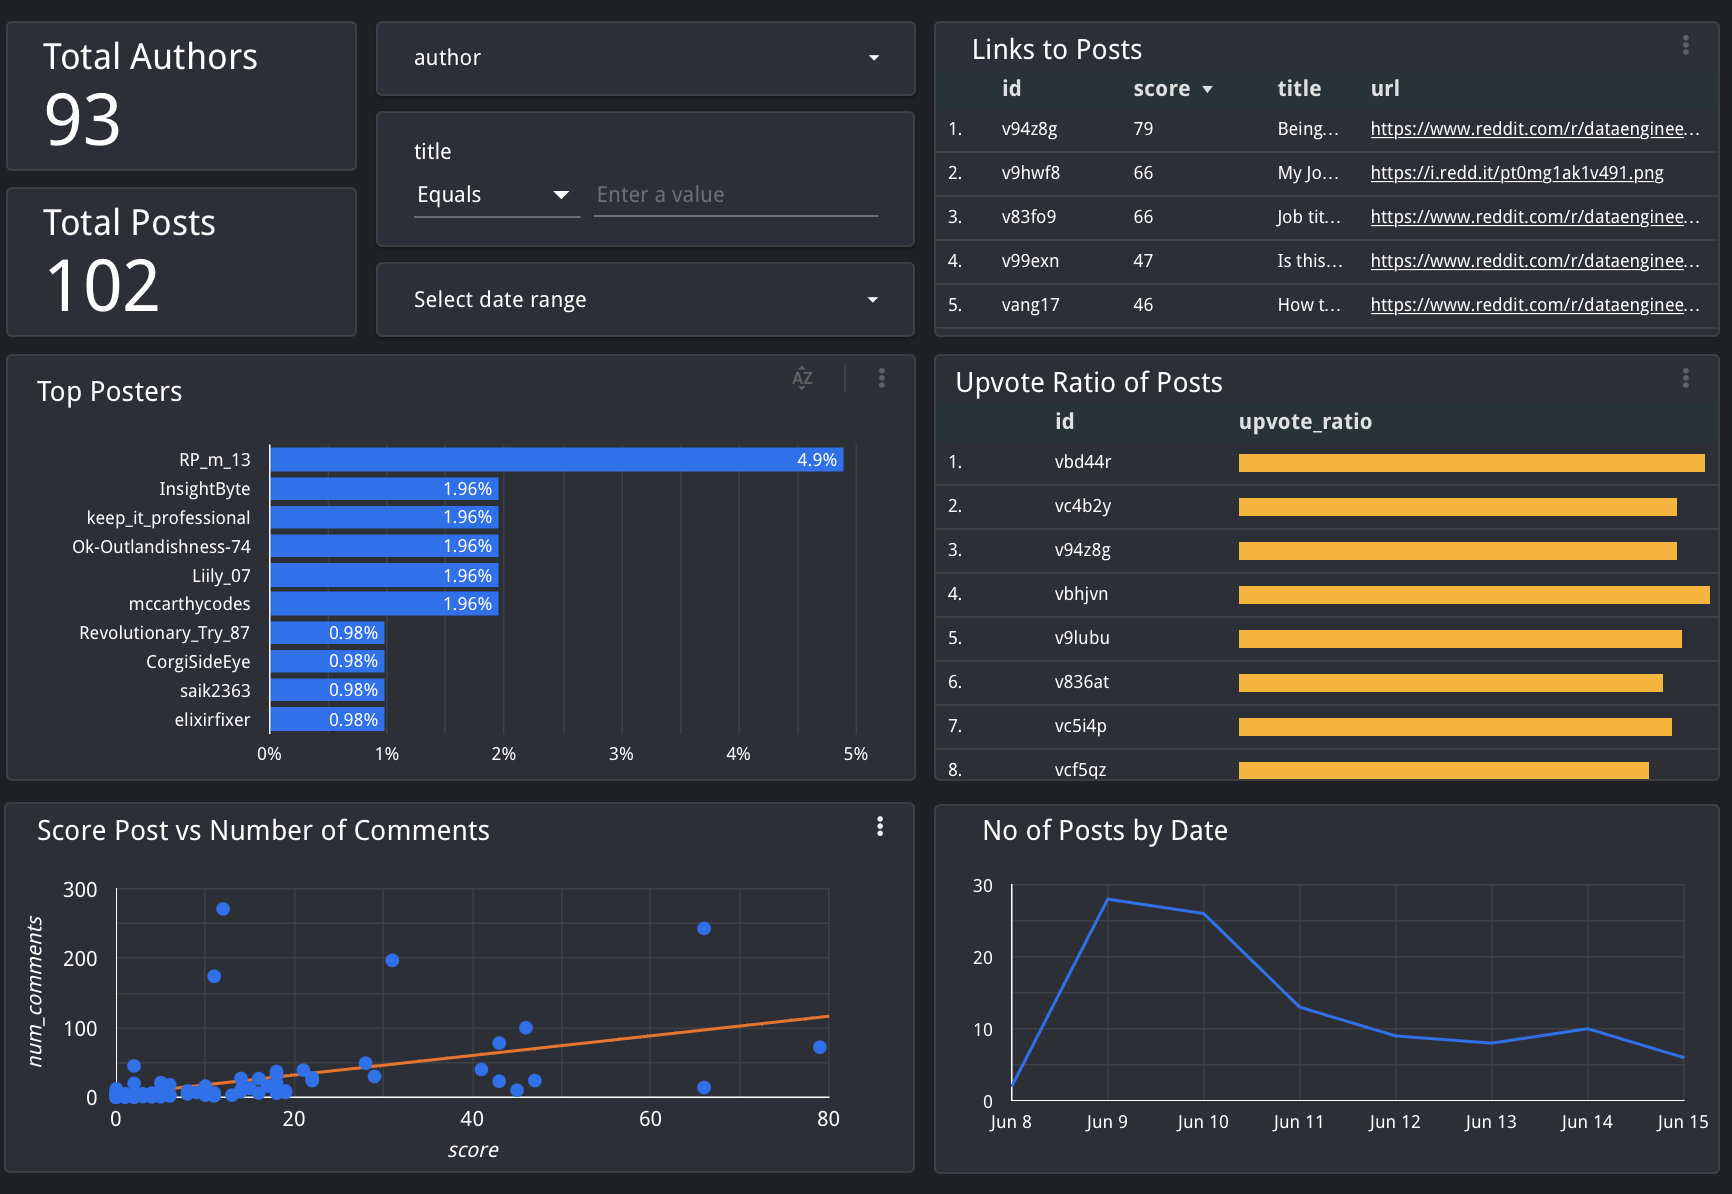 Total Authors
93
Total Posts
102
author
title
Equals Enter a value
Select date range
Links to Posts
id score title url
1. v94z8g 79 Being... https://www.reddit.com/r/dataenginee...
2. v9hwf8 66 My Jo... https://i.redd.it/pt0mg1ak1v491.png
3. v83fo9 66 Job tit... https://www.reddit.com/r/dataenginee...
4. v99exn 47 Is this... https://www.reddit.com/r/dataenginee...
5. vang17 46 How t... https://www.reddit.com/r/dataenginee...
Top Posters
AZ
RP_m_13 4.9%
InsightByte 1.96%
keep_it_professional 1.96%
Ok-Outlandishness-74 1.96%
Liily_07 1.96%
mccarthycodes 1.96%
Revolutionary_Try_87 0.98%
CorgiSideEye 0.98%
saik2363 0.98%
elixirfixer 0.98%
0% 1% 2% 3% 4% 5%
Upvote Ratio of Posts
id upvote_ratio
1. vbd44r
2. vc4b2y
3. v94z8g
4. vbhjvn
5. v9lubu
6. v836at
7. vc5i4p
8. vcf5qz
Score Post vs Number of Comments
num_comments
300
200
100
0
0 20 40 60 80
score
No of Posts by Date
30
20
10
0
Jun 8 Jun 9 Jun 10 Jun 11 Jun 12 Jun 13 Jun 14 Jun 15